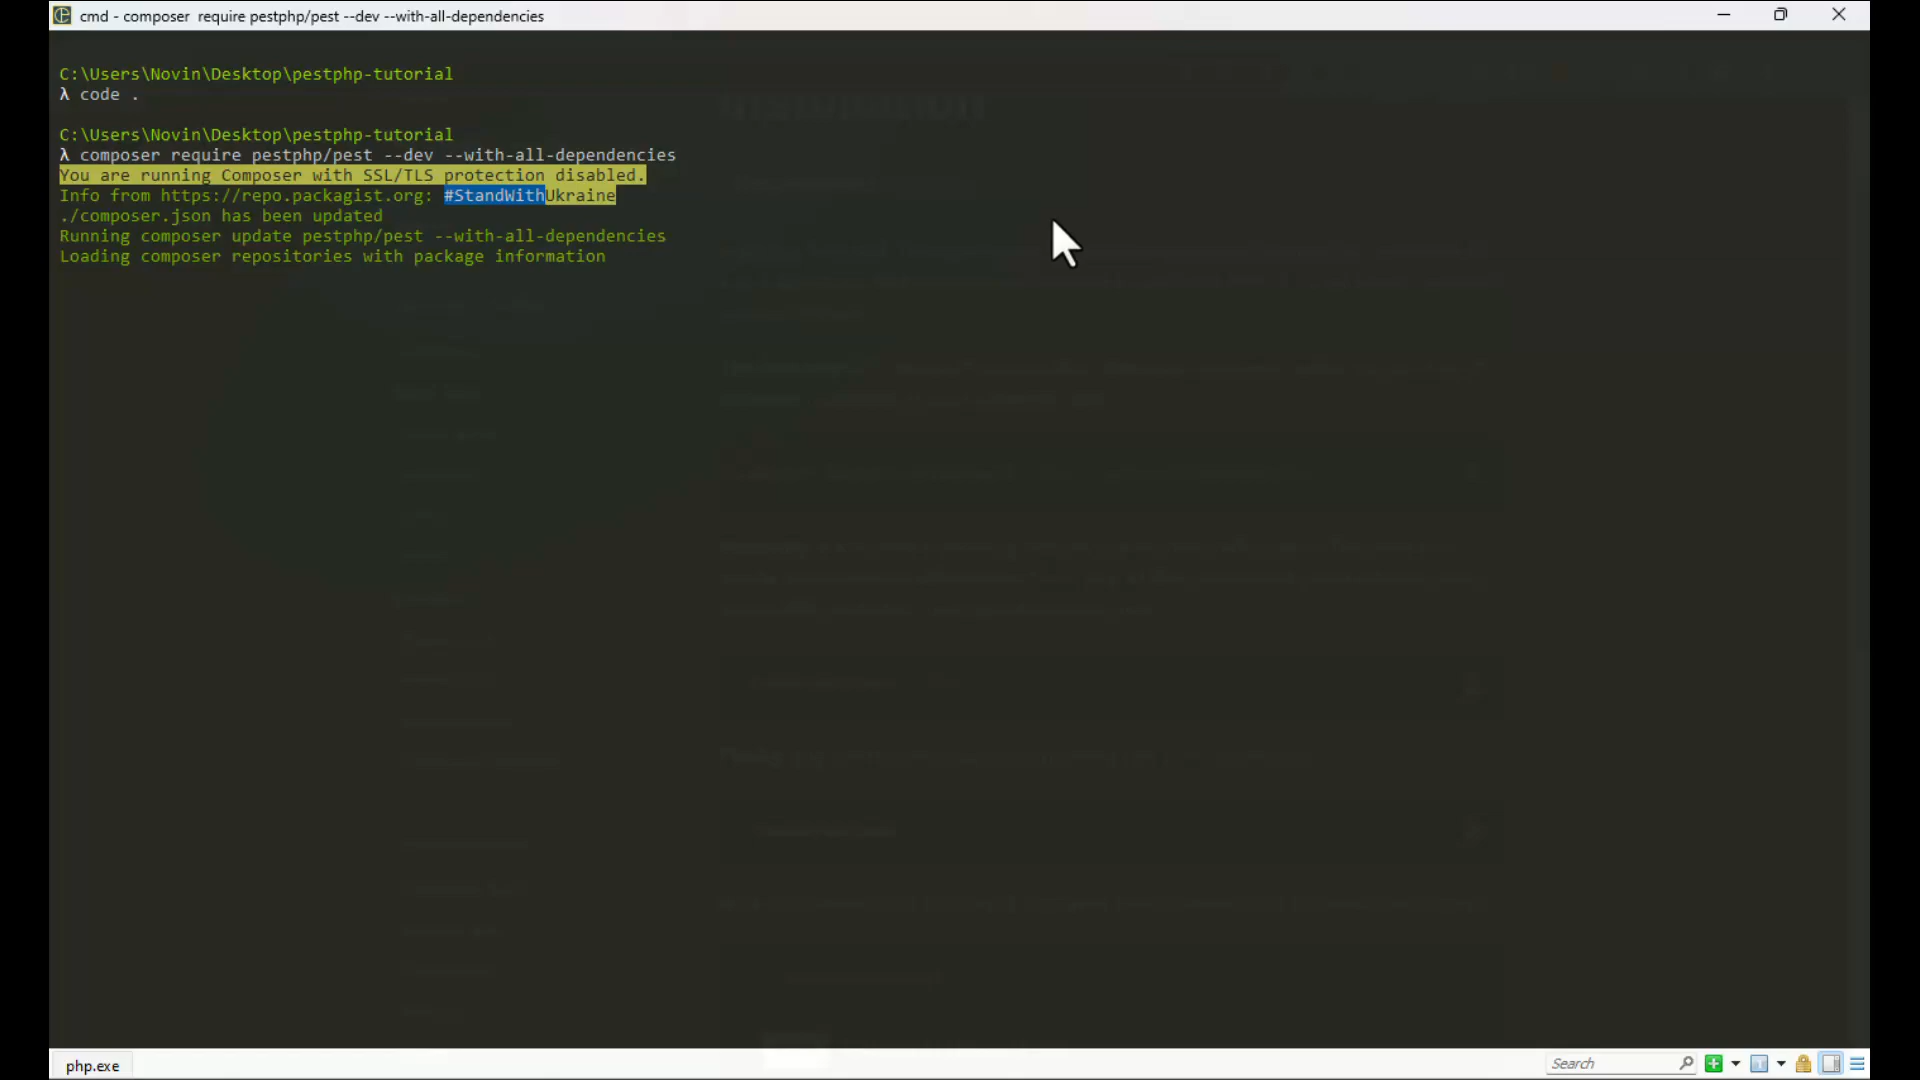 cmd - composer  require pestphp/pest --dev --with-all-dependencies
C:\Users\Novin\Desktop\pestphp-tutorial
λ code .
C:\Users\Novin\Desktop\pestphp-tutorial
λ composer require pestphp/pest --dev --with-all-dependencies
You are running Composer with SSL/TLS protection disabled.
Info from https://repo.packagist.org: #StandWithUkraine
./composer.json has been updated
Running composer update pestphp/pest --with-all-dependencies
Loading composer repositories with package information
php.exe
Search